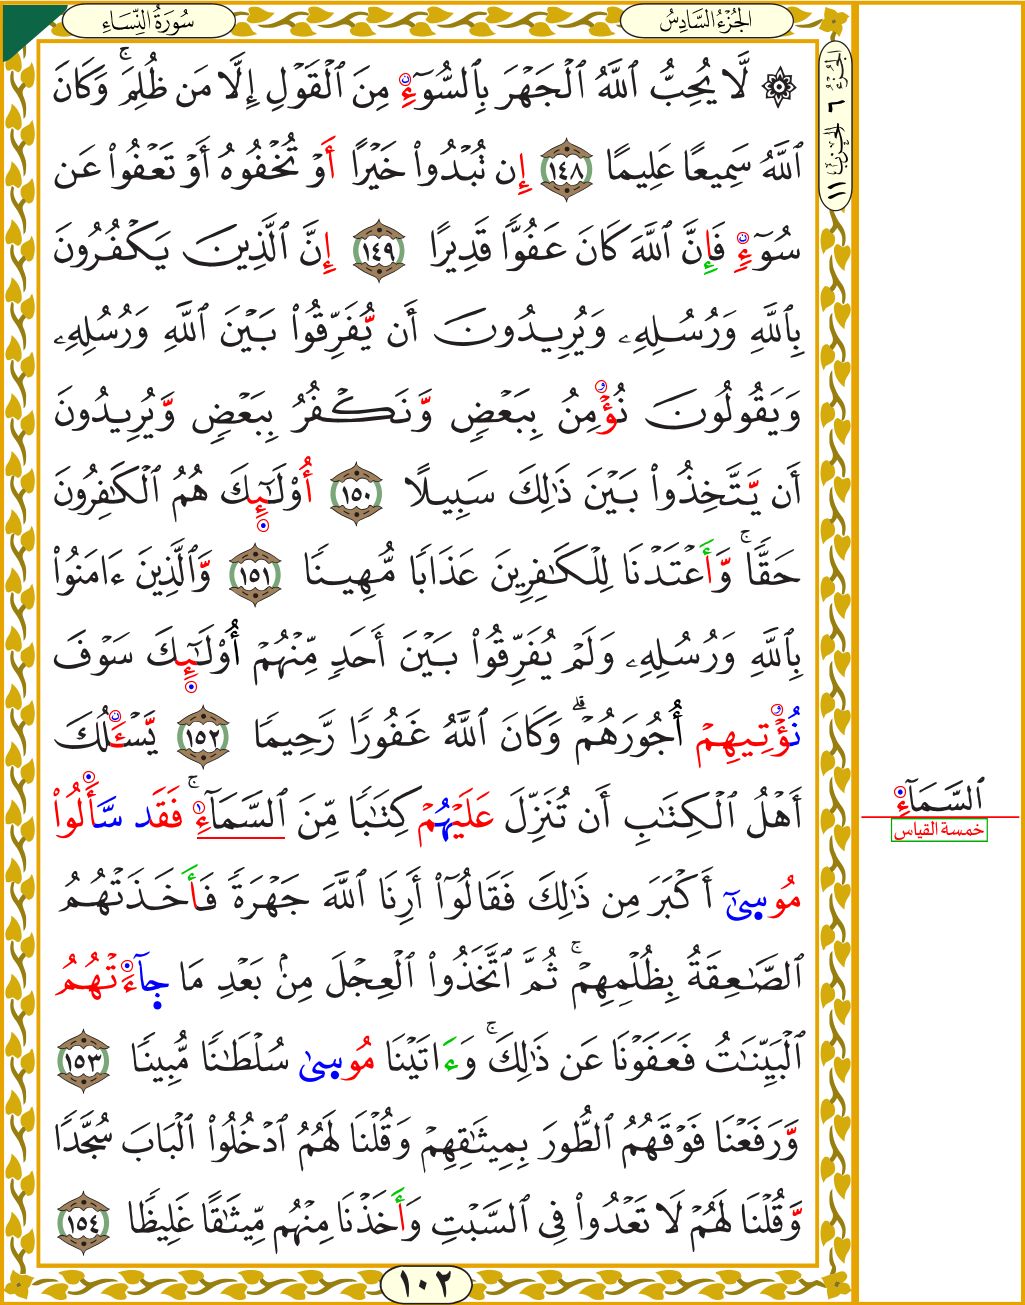 سُورَةُ النِّسَاءِ
الجُزْءُ السَّادِسُ
الجُزْءُ ٦ الحِزْبُ ١١
۞ لَّا يُحِبُّ ٱللَّهُ ٱلْجَهْرَ بِٱلسُّوٓءِ مِنَ ٱلْقَوْلِ إِلَّا مَن ظُلِمَ ۚ وَكَانَ
ٱللَّهُ سَمِيعًا عَلِيمًا ١٤٨ إِن تُبْدُوا۟ خَيْرًا أَوْ تُخْفُوهُ أَوْ تَعْفُوا۟ عَن
سُوٓءٍ فَإِنَّ ٱللَّهَ كَانَ عَفُوًّا قَدِيرًا ١٤٩ إِنَّ ٱلَّذِينَ يَكْفُرُونَ
بِٱللَّهِ وَرُسُلِهِۦ وَيُرِيدُونَ أَن يُّفَرِّقُوا۟ بَيْنَ ٱللَّهِ وَرُسُلِهِۦ
وَيَقُولُونَ نُؤْمِنُ بِبَعْضٍ وَّنَكْفُرُ بِبَعْضٍ وَّيُرِيدُونَ
أَن يَّتَّخِذُوا۟ بَيْنَ ذَٰلِكَ سَبِيلًا ١٥٠ أُو۟لَٰٓئِكَ هُمُ ٱلْكَٰفِرُونَ
حَقًّا ۚ وَّأَعْتَدْنَا لِلْكَٰفِرِينَ عَذَابًا مُّهِينًا ١٥١ وَّٱلَّذِينَ ءَامَنُوا۟
بِٱللَّهِ وَرُسُلِهِۦ وَلَمْ يُفَرِّقُوا۟ بَيْنَ أَحَدٍ مِّنْهُمْ أُو۟لَٰٓئِكَ سَوْفَ
نُؤْتِيهِمْ أُجُورَهُمْ ۗ وَكَانَ ٱللَّهُ غَفُورًا رَّحِيمًا ١٥٢ يَّسْـَٔلُكَ
أَهْلُ ٱلْكِتَٰبِ أَن تُنَزِّلَ عَلَيْهُمْ كِتَٰبًا مِّنَ ٱلسَّمَآءِ ۚ فَقَد سَّأَلُوا۟
مُوسِىٰٓ أَكْبَرَ مِن ذَٰلِكَ فَقَالُوٓا۟ أَرِنَا ٱللَّهَ جَهْرَةً فَأَخَذَتْهُمُ
ٱلصَّٰعِقَةُ بِظُلْمِهِمْ ۚ ثُمَّ ٱتَّخَذُوا۟ ٱلْعِجْلَ مِنۢ بَعْدِ مَا جِآءَتْهُمُ
ٱلْبَيِّنَٰتُ فَعَفَوْنَا عَن ذَٰلِكَ ۚ وَءَاتَيْنَا مُوسِىٰ سُلْطَٰنًا مُّبِينًا ١٥٣
وَّرَفَعْنَا فَوْقَهُمُ ٱلطُّورَ بِمِيثَٰقِهِمْ وَقُلْنَا لَهُمُ ٱدْخُلُوا۟ ٱلْبَابَ سُجَّدًا
وَّقُلْنَا لَهُمْ لَا تَعْدُوا۟ فِى ٱلسَّبْتِ وَأَخَذْنَا مِنْهُم مِّيثَٰقًا غَلِيظًا ١٥٤
ٱلسَّمَآءِ
خمسة القياس
١٠٢